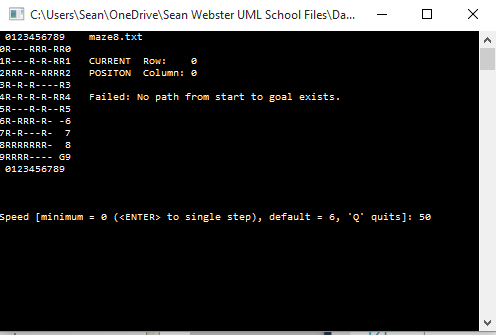 C:\Users\Sean\OneDrive\Sean Webster UML School Files\Da...
 0123456789    maze8.txt
0R---RRR-RR0
1R---R-R-RR1   CURRENT  Row:    0
2RRR-R-RRRR2   POSITON  Column: 0
3R-R-R----R3
4R-R-R-R-RR4   Failed: No path from start to goal exists.
5R---R-R--R5
6R-RRR-R- -6
7R-R---R-  7
8RRRRRRR-  8
9RRRR---- G9
 0123456789
Speed [minimum = 0 (<ENTER> to single step), default = 6, 'Q' quits]: 50